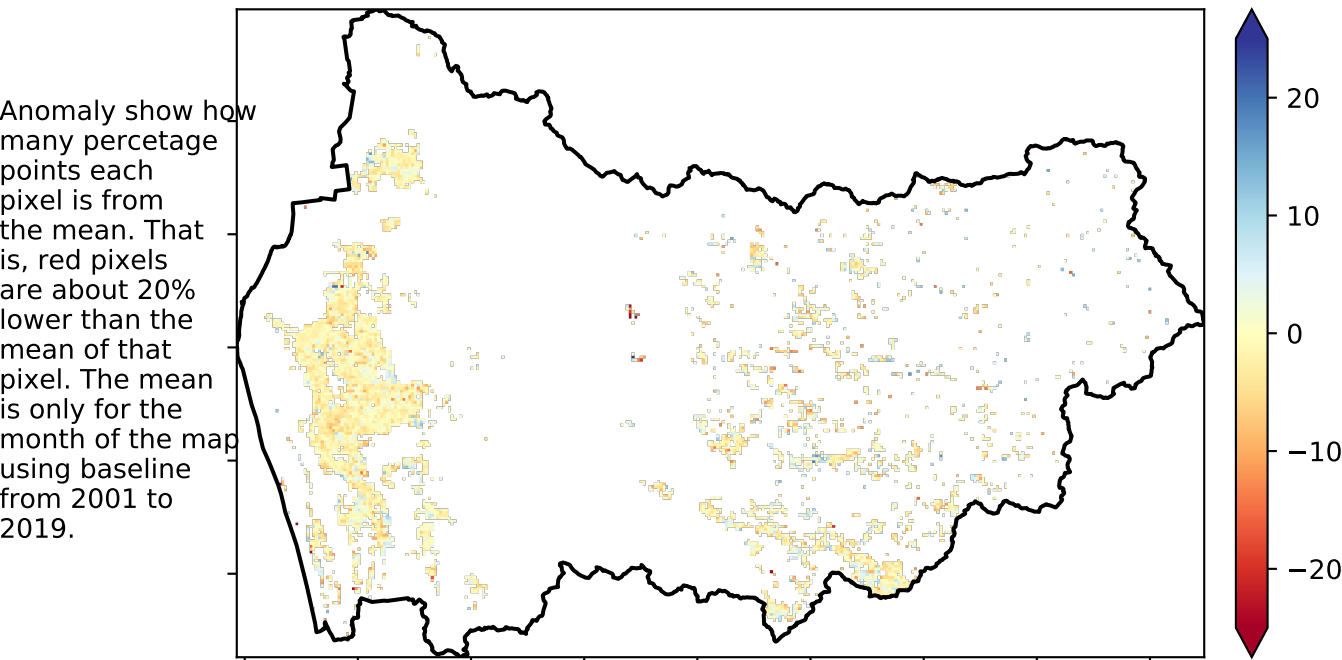 Anomaly show how
many percetage
points each
pixel is from
the mean. That
is, red pixels
are about 20%
lower than the
mean of that
pixel. The mean
is only for the
month of the map
using baseline
from 2001 to
2019.
20
10
0
−10
−20